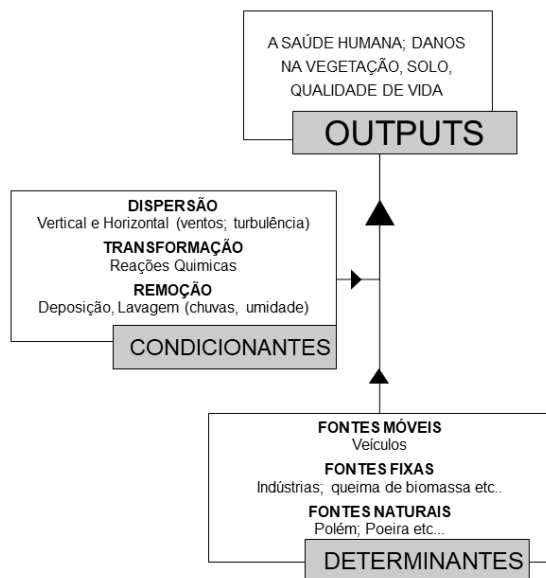 A SAÚDE HUMANA; DANOS
NA VEGETAÇÃO, SOLO,
QUALIDADE DE VIDA
OUTPUTS
DISPERSÃO
Vertical e Horizontal (ventos; turbulência)
TRANSFORMAÇÃO
Reações Quimicas
REMOÇÃO
Deposição, Lavagem (chuvas, umidade)
CONDICIONANTES
FONTES MÓVEIS
Veículos
FONTES FIXAS
Indústrias; queima de biomassa etc..
FONTES NATURAIS
Polém; Poeira etc...
DETERMINANTES